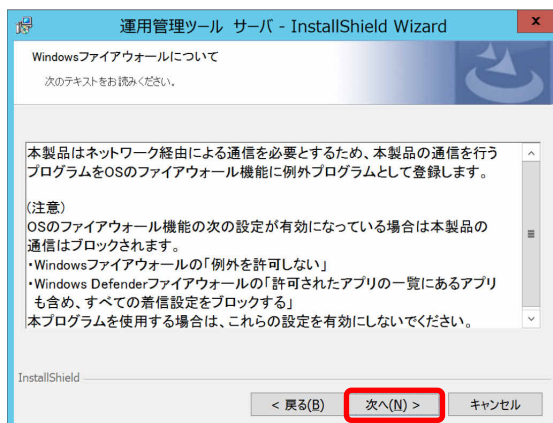 運用管理ツール サーバ - InstallShield Wizard
x
Windowsファイアウォールについて
次のテキストをお読みください。
本製品はネットワーク経由による通信を必要とするため、本製品の通信を行う
プログラムをOSのファイアウォール機能に例外プログラムとして登録します。
(注意)
OSのファイアウォール機能の次の設定が有効になっている場合は本製品の
通信はブロックされます。
・Windowsファイアウォールの「例外を許可しない」
・Windows Defenderファイアウォールの「許可されたアプリの一覧にあるアプリ
も含め、すべての着信設定をブロックする」
本プログラムを使用する場合は、これらの設定を有効にしないでください。
InstallShield
< 戻る(B) 次へ(N) > キャンセル